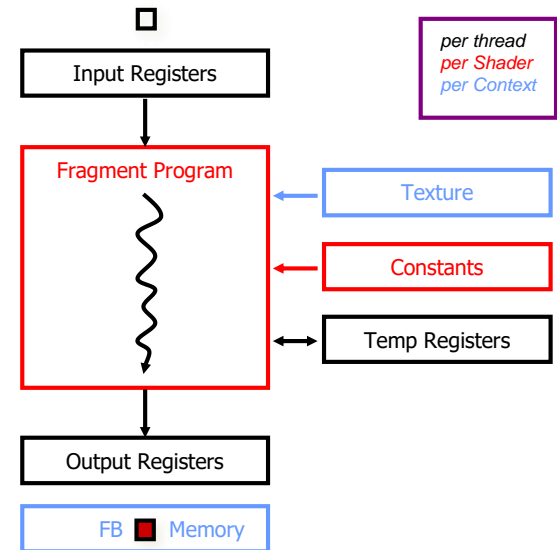 Input Registers
per thread
per Shader
per Context
Fragment Program
Texture
Constants
Temp Registers
Output Registers
FB Memory